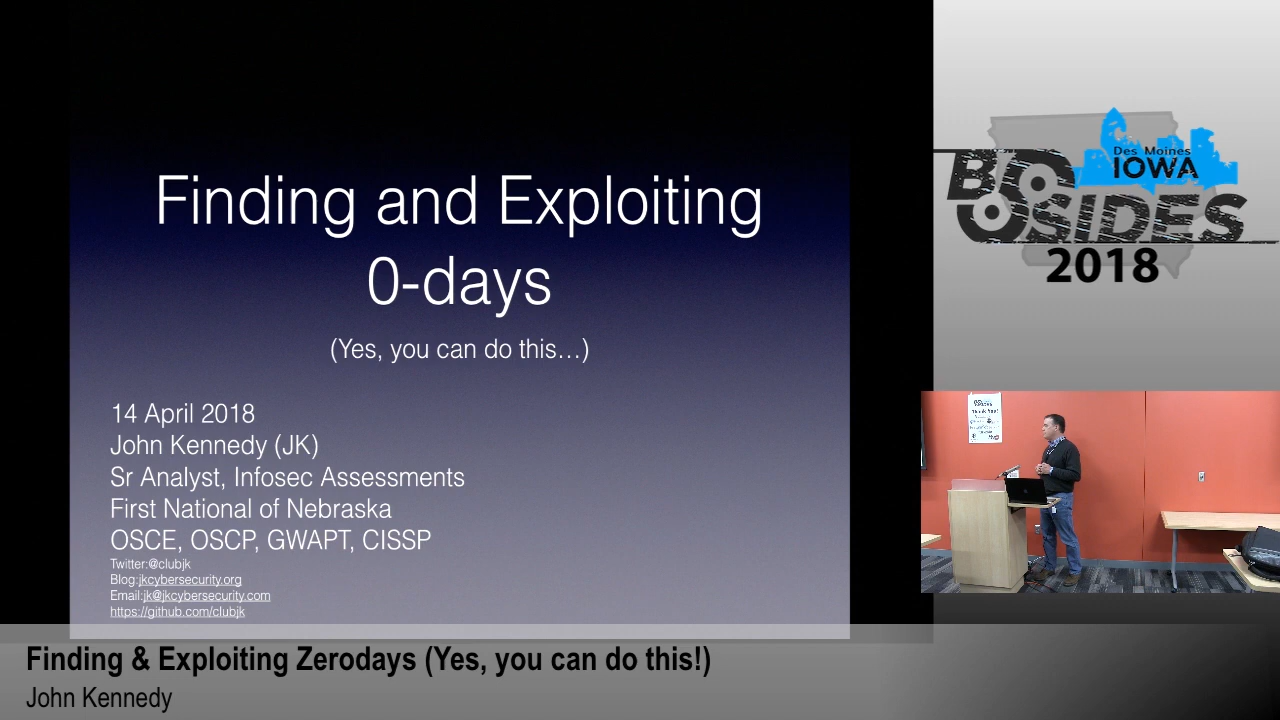 Finding and Exploiting
0-days
(Yes, you can do this...)
14 April 2018
John Kennedy (JK)
Sr Analyst, Infosec Assessments
First National of Nebraska
OSCE, OSCP, GWAPT, CISSP
Twitter:@clubjk
Blog:jkcybersecurity.org
Email:jk@jkcybersecurity.com
https://github.com/clubjk
Des Moines
IOWA
BSIDES
2018
Thank You!
Finding & Exploiting Zerodays (Yes, you can do this!)
John Kennedy